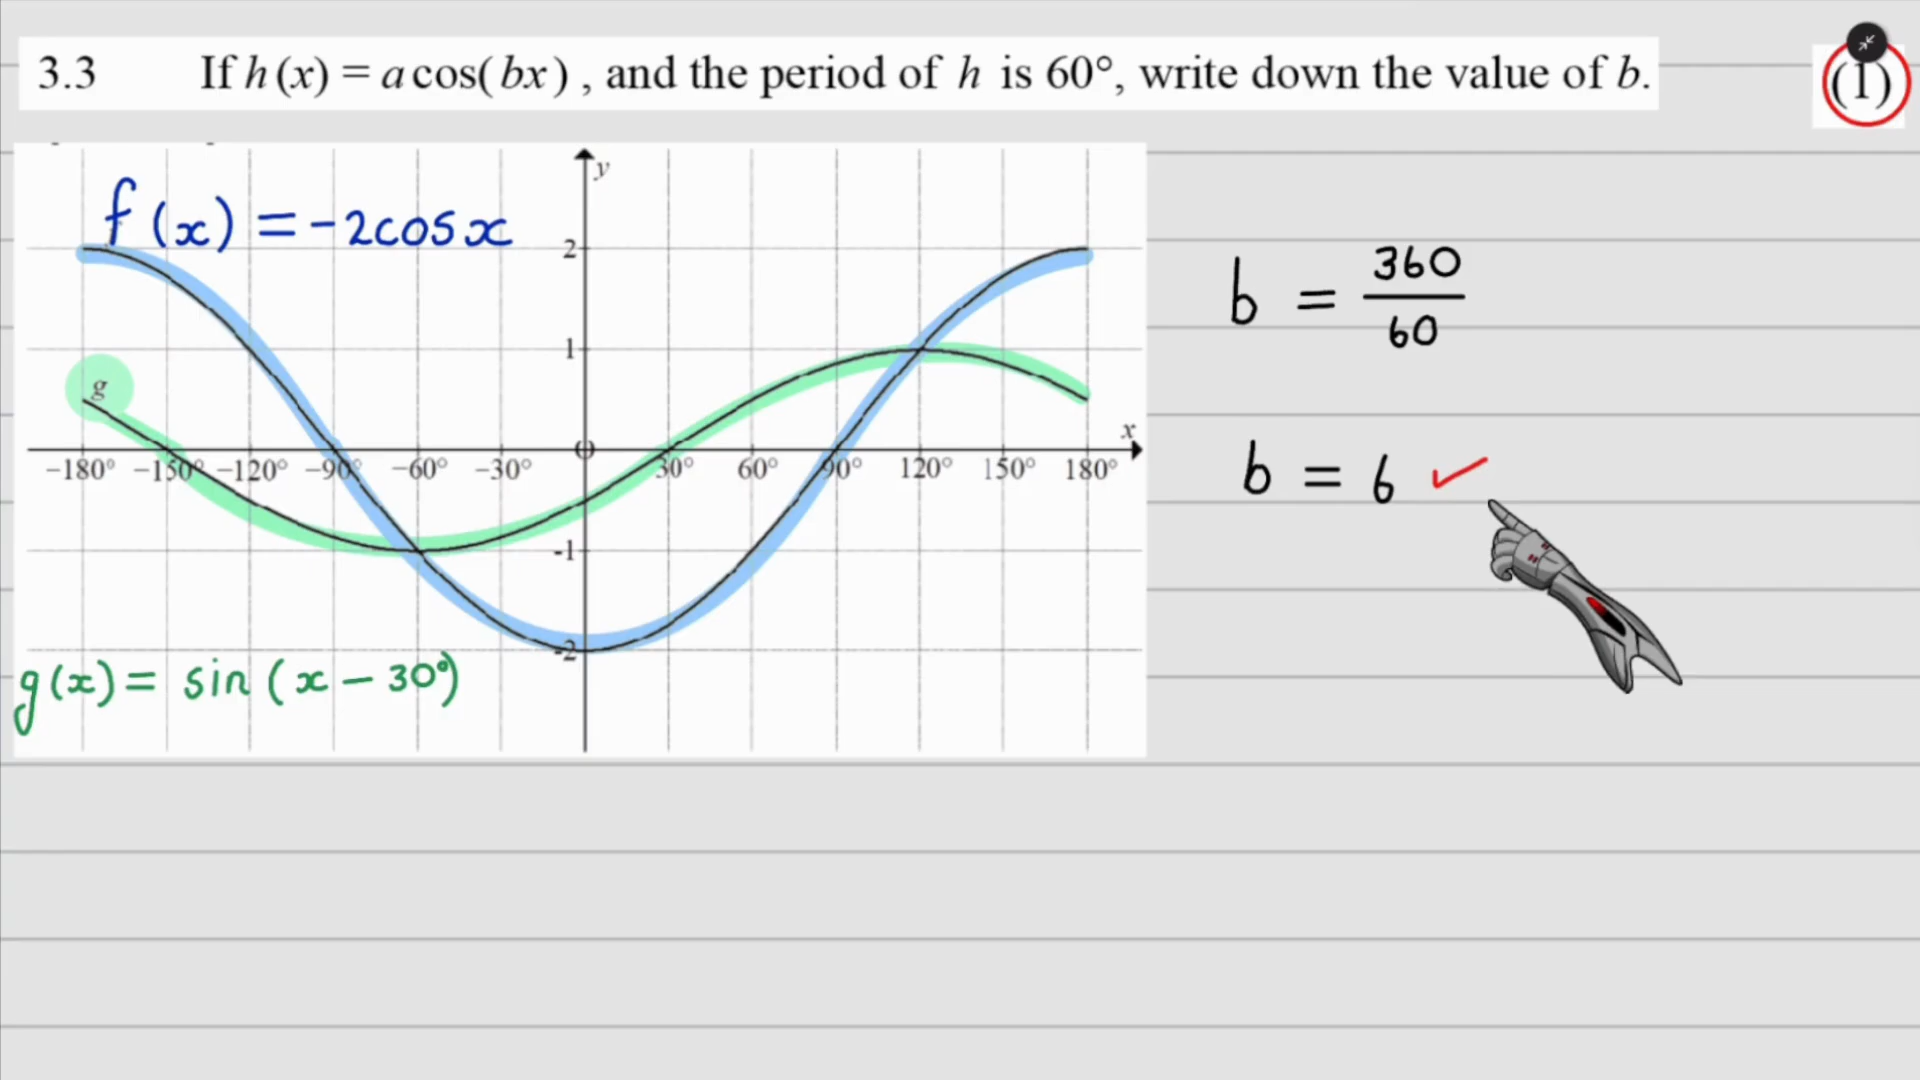 3.3 If h(x) = a cos(bx), and the period of h is 60°, write down the value of b. (1)
f(x) = -2cosx
y
2
b = 360/60
1
g
x
-180° -150° -120° -90° -60° -30° 0 30° 60° 90° 120° 150° 180°
b = 6 ✓
-1
-2
g(x) = sin(x - 30°)